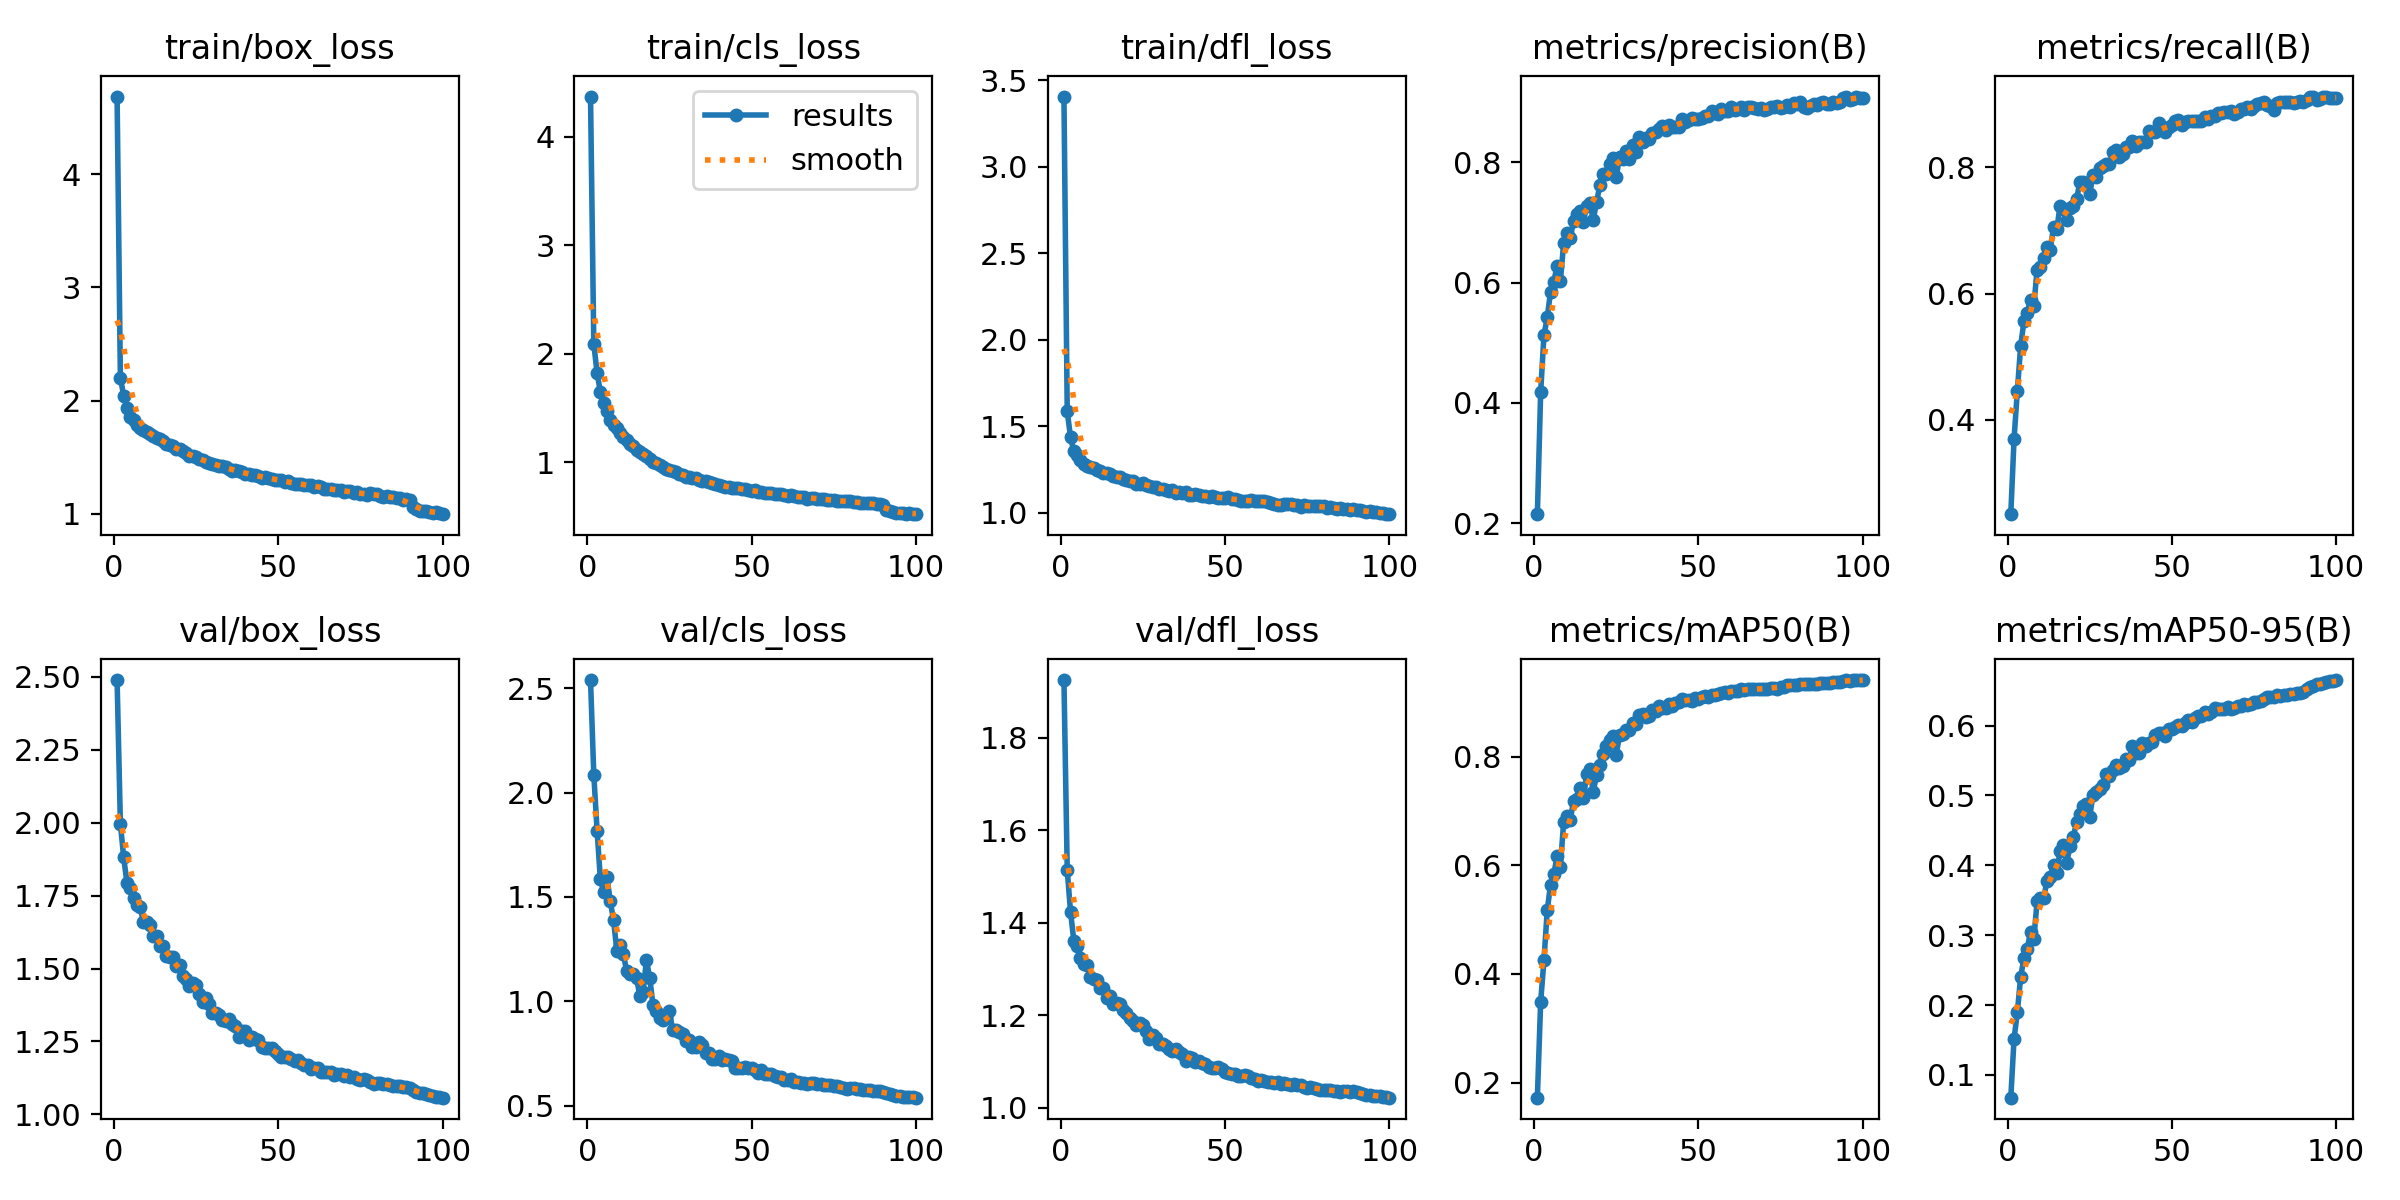 train/box_loss
4
3
2
1
0 50 100
train/cls_loss
results
smooth
4
3
2
1
0 50 100
train/dfl_loss
3.5
3.0
2.5
2.0
1.5
1.0
0 50 100
metrics/precision(B)
0.8
0.6
0.4
0.2
0 50 100
metrics/recall(B)
0.8
0.6
0.4
0 50 100
val/box_loss
2.50
2.25
2.00
1.75
1.50
1.25
1.00
0 50 100
val/cls_loss
2.5
2.0
1.5
1.0
0.5
0 50 100
val/dfl_loss
1.8
1.6
1.4
1.2
1.0
0 50 100
metrics/mAP50(B)
0.8
0.6
0.4
0.2
0 50 100
metrics/mAP50-95(B)
0.6
0.5
0.4
0.3
0.2
0.1
0 50 100